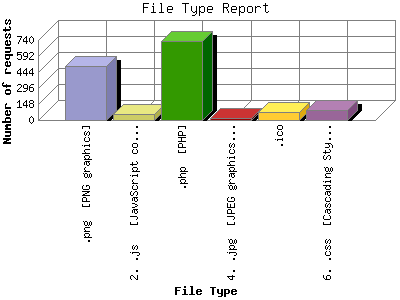 File Type Report
Number of requests
740
592
444
296
148
0
.png [PNG graphics]
2. .js [JavaScript co...
.php [PHP]
4. .jpg [JPEG graphics...
.ico
6. .css [Cascading Sty...
File Type